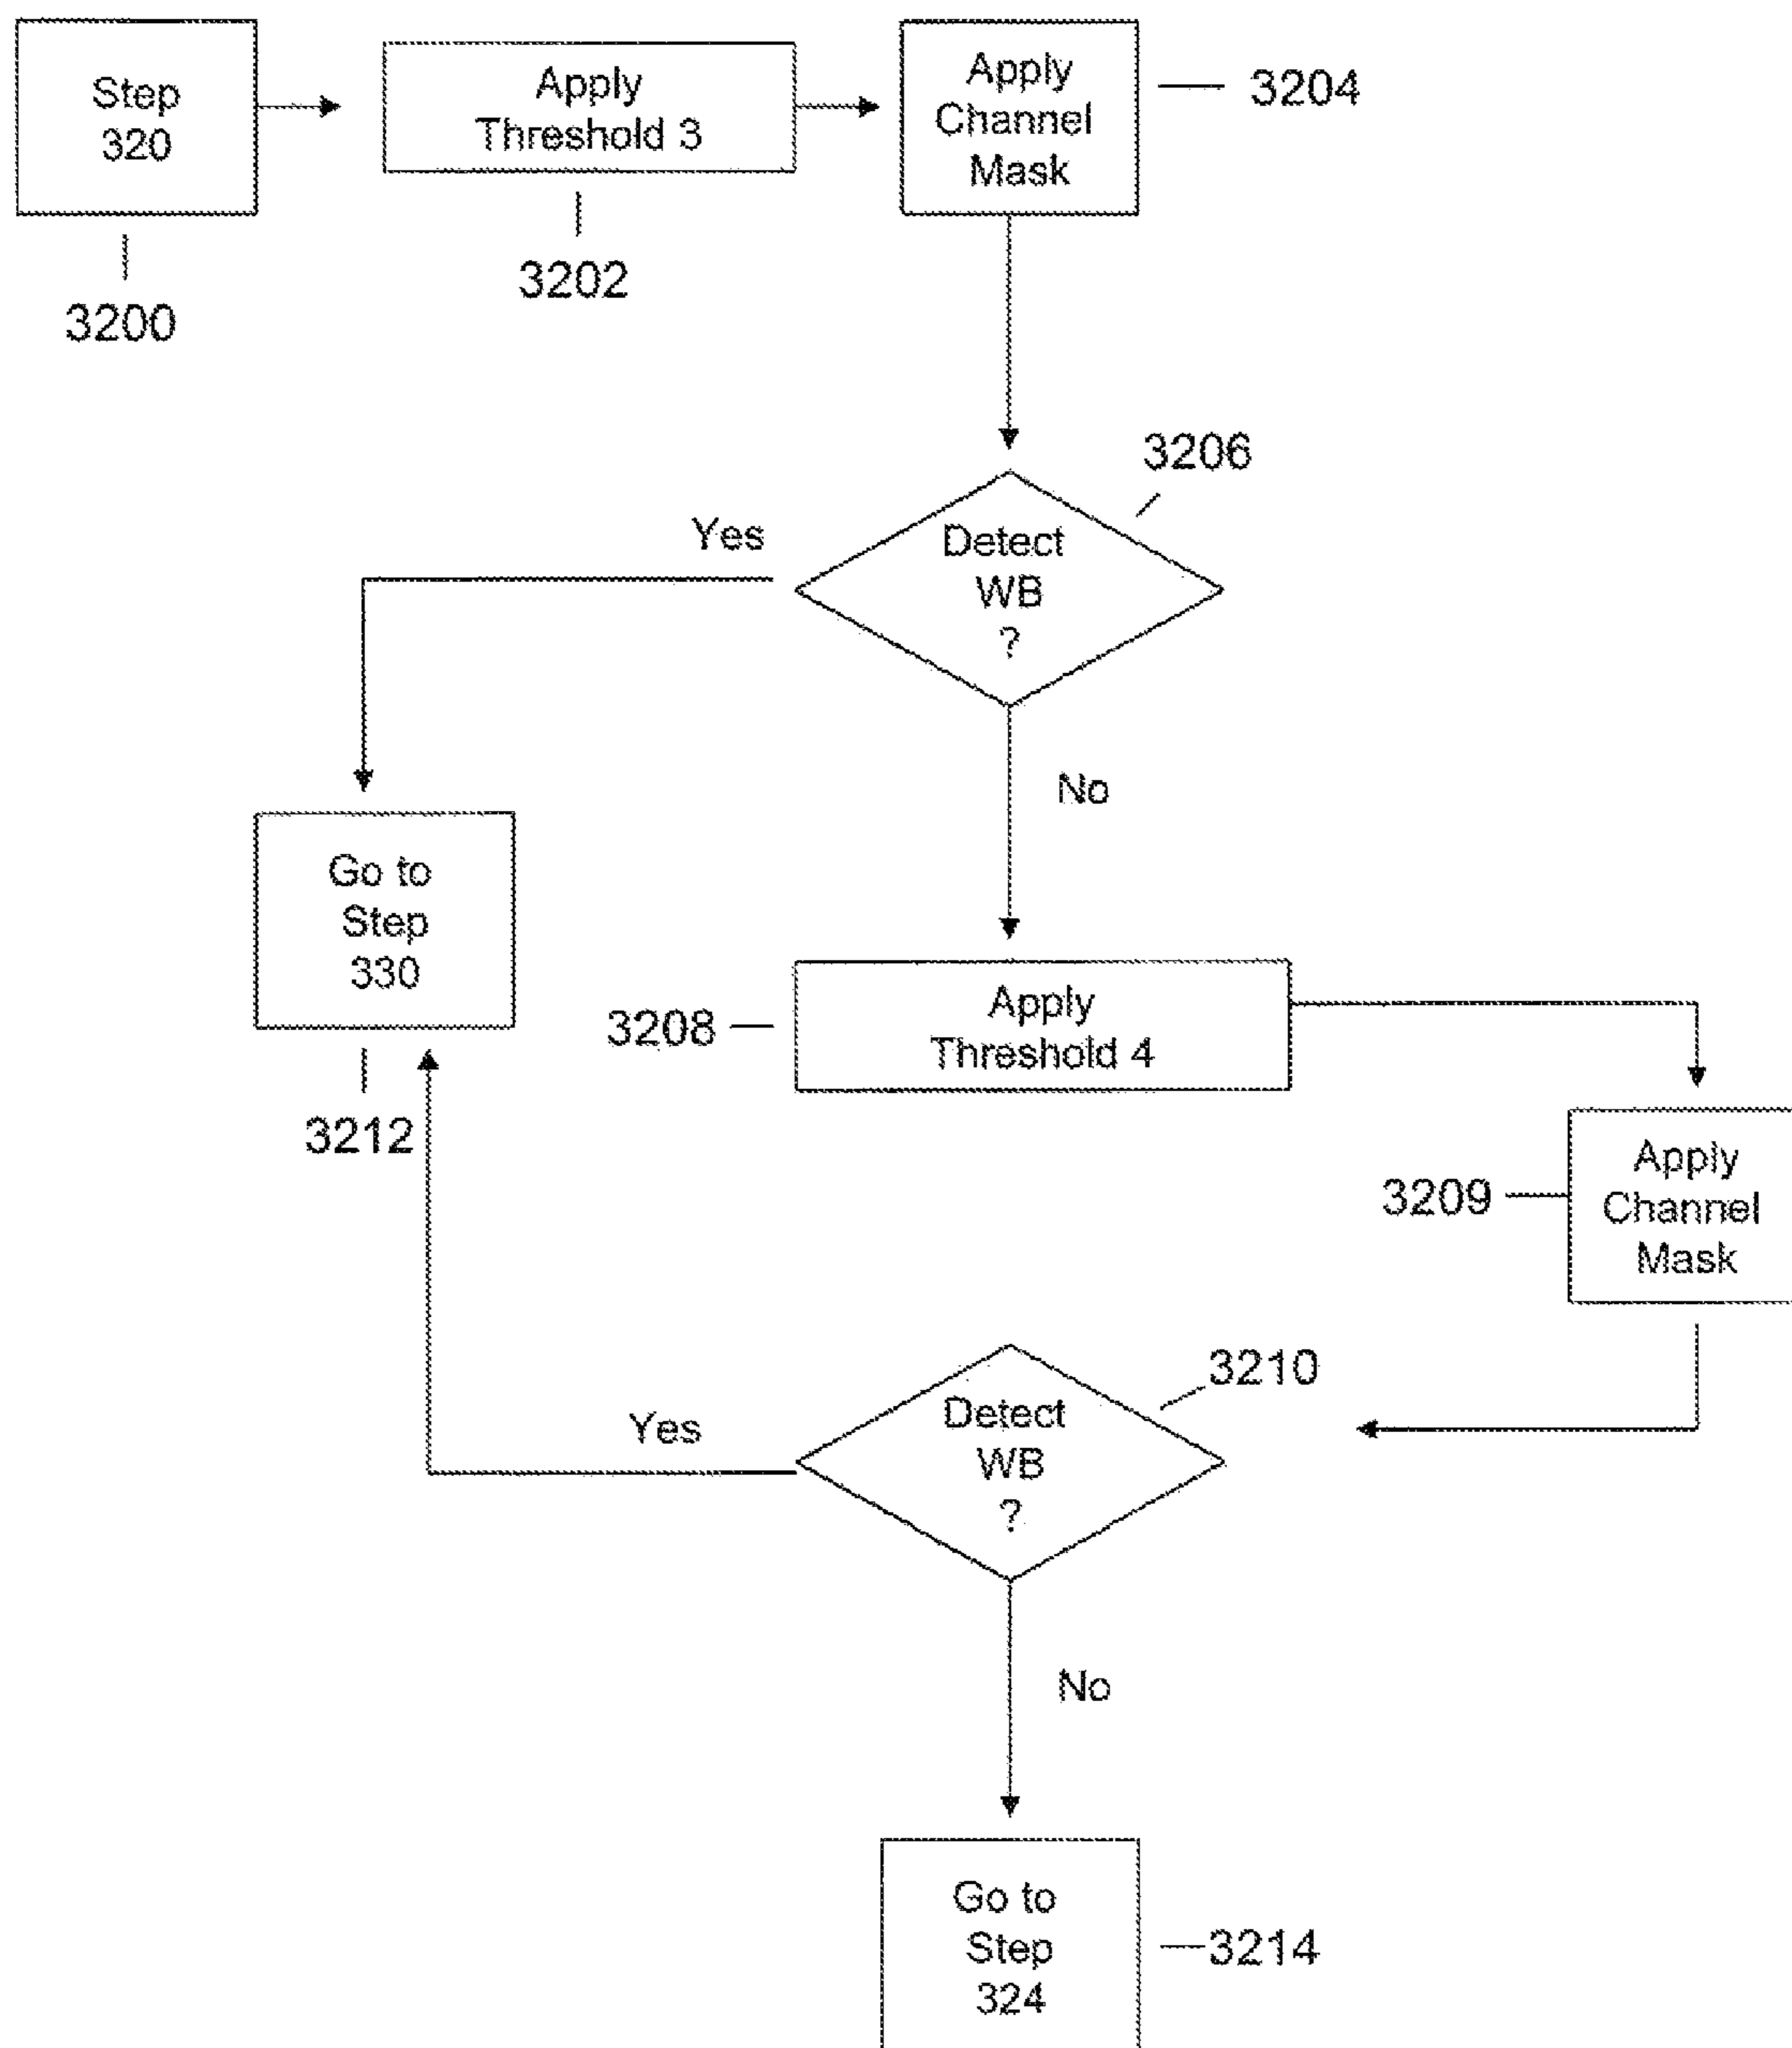 Step
320
3200
Apply
Threshold 3
3202
Apply
Channel
Mask
3204
3206
Detect
WB
?
Yes
No
Go to
Step
330
3212
3208
Apply
Threshold 4
3209
Apply
Channel
Mask
3210
Detect
WB
?
Yes
No
Go to
Step
324
3214